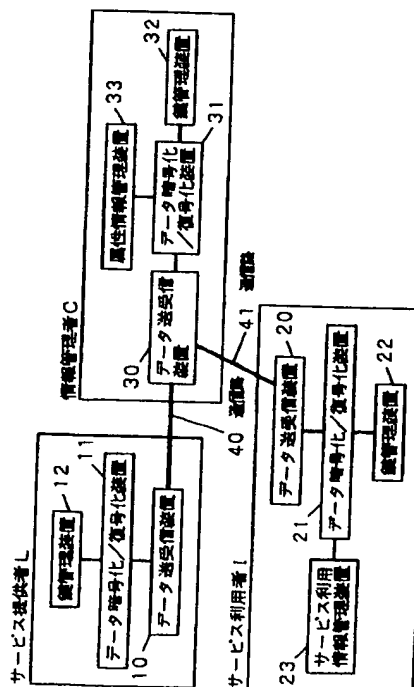 サービス提供者L
12
鍵管理装置
11
データ暗号化/復号化装置
10
データ送受信装置
40
通信路
情報管理者C
33
属性情報管理装置
32
鍵管理装置
31
データ暗号化
/復号化装置
30
データ送受信
装置
41
通信路
サービス利用者I
20
データ送受信装置
21
データ暗号化/復号化装置
22
鍵管理装置
23
サービス利用
情報管理装置